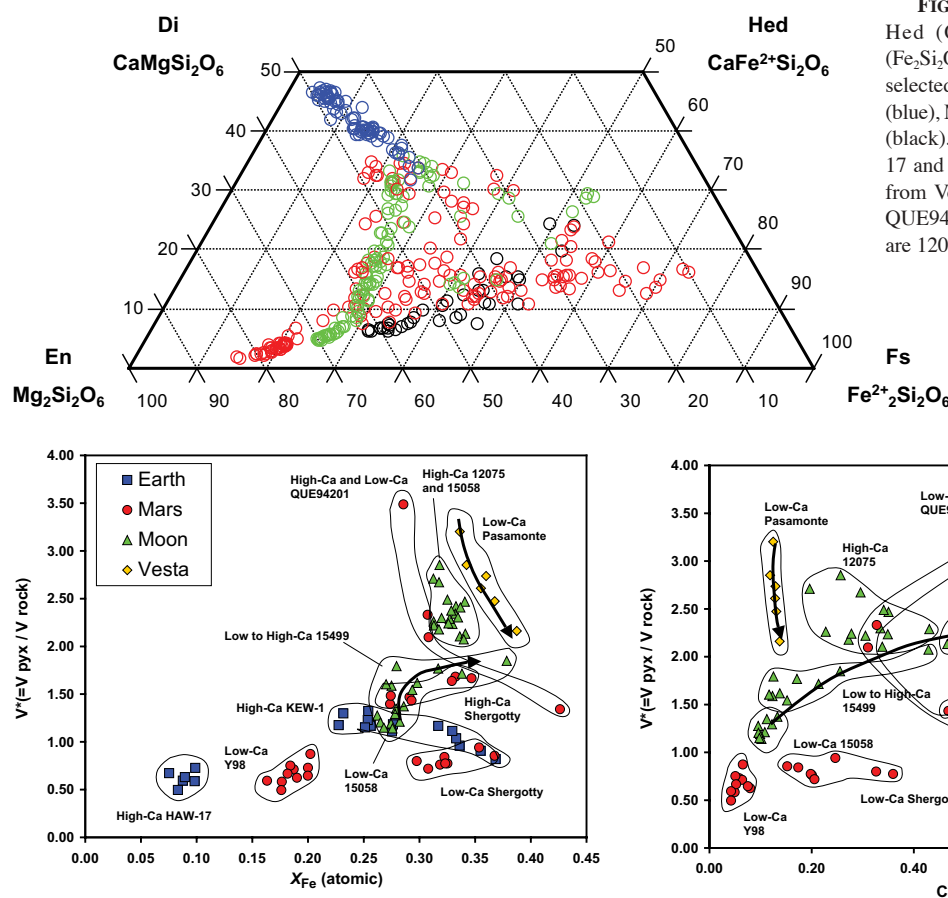 Di
CaMgSi2O6
Hed
CaFe2+Si2O6
50
50
40
60
30
70
20
80
10
90
100
En
Mg2Si2O6
100 90 80 70 60 50 40 30 20 10
Fs
Fe2+2Si2O6
Hed (
(Fe2Si2O
selected
(blue), M
(black).
17 and
from Ve
QUE94
are 120
4.00
3.50
3.00
2.50
2.00
1.50
1.00
0.50
0.00
V*(=V pyx / V rock)
Earth
Mars
Moon
Vesta
High-Ca and Low-Ca
QUE94201
High-Ca 12075
and 15058
Low-Ca
Pasamonte
Low to High-Ca 15499
High-Ca KEW-1
High-Ca
Shergotty
Low-Ca
Y98
Low-Ca
15058
Low-Ca Shergotty
High-Ca HAW-17
0.00 0.05 0.10 0.15 0.20 0.25 0.30 0.35 0.40 0.45
XFe (atomic)
4.00
3.50
3.00
2.50
2.00
1.50
1.00
0.50
0.00
V*(=V pyx / V rock)
Low-Ca
Pasamonte
Low-
QUE9
High-Ca
12075
Low to High-Ca
15499
Low-Ca 15058
Low-Ca Shergo
Low-Ca
Y98
0.00 0.20 0.40
C